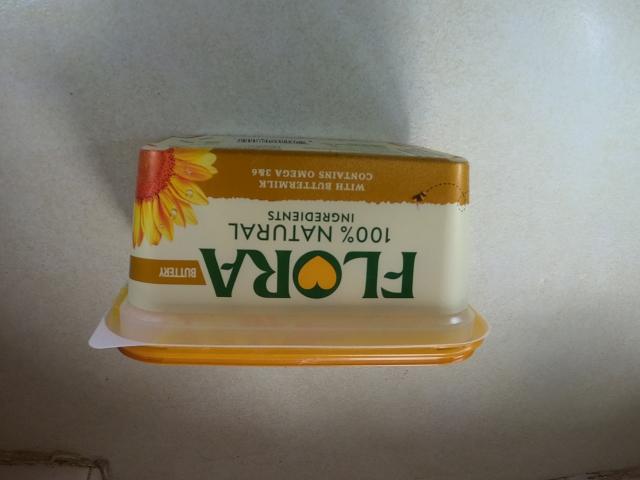 FLORA
BUTTERY
100% NATURAL
INGREDIENTS
WITH BUTTERMILK
CONTAINS OMEGA 3&6